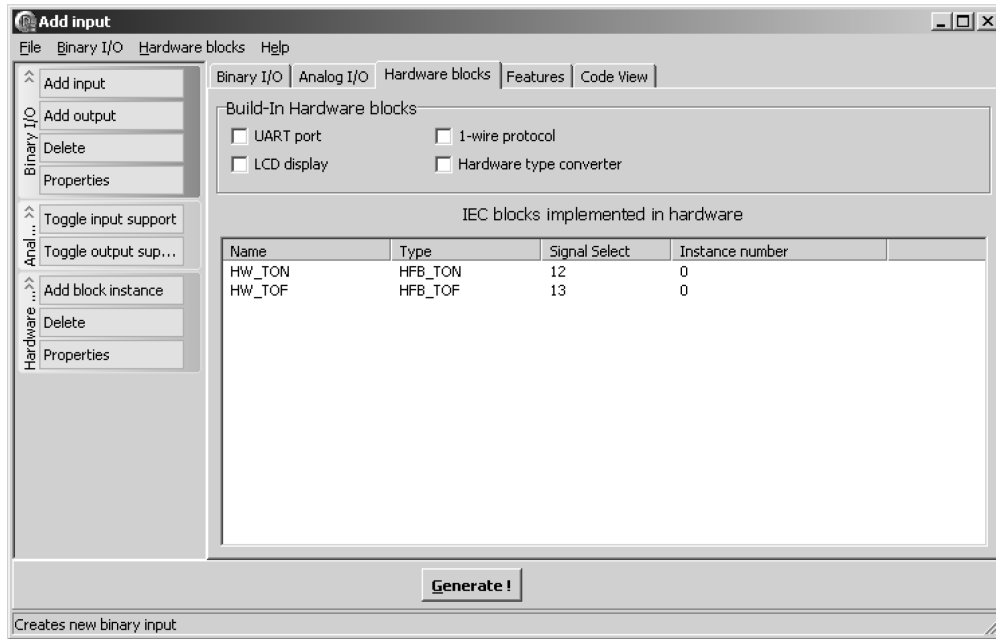 Add input
File Binary I/O Hardware blocks Help
Binary I/O
Add input
Add output
Delete
Properties
Anal ...
Toggle input support
Toggle output sup...
Hardware ...
Add block instance
Delete
Properties
Binary I/O Analog I/O Hardware blocks Features Code View
Build-In Hardware blocks
UART port 1-wire protocol
LCD display Hardware type converter
IEC blocks implemented in hardware
Name Type Signal Select Instance number
HW_TON HFB_TON 12 0
HW_TOF HFB_TOF 13 0
Generate !
Creates new binary input